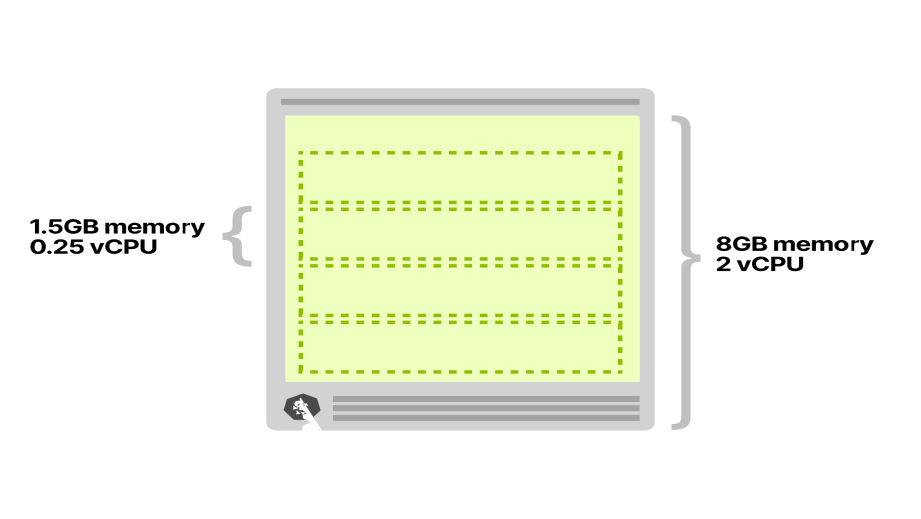 1.5GB memory
0.25 vCPU
8GB memory
2 vCPU